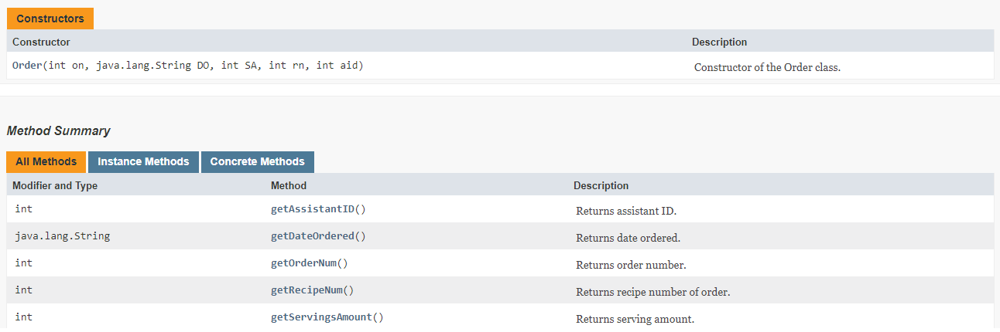 Constructors
Constructor Description
Order(int on, java.lang.String DO, int SA, int rn, int aid) Constructor of the Order class.
Method Summary
All Methods Instance Methods Concrete Methods
Modifier and Type Method Description
int getAssistantID() Returns assistant ID.
java.lang.String getDateOrdered() Returns date ordered.
int getOrderNum() Returns order number.
int getRecipeNum() Returns recipe number of order.
int getServingsAmount() Returns serving amount.